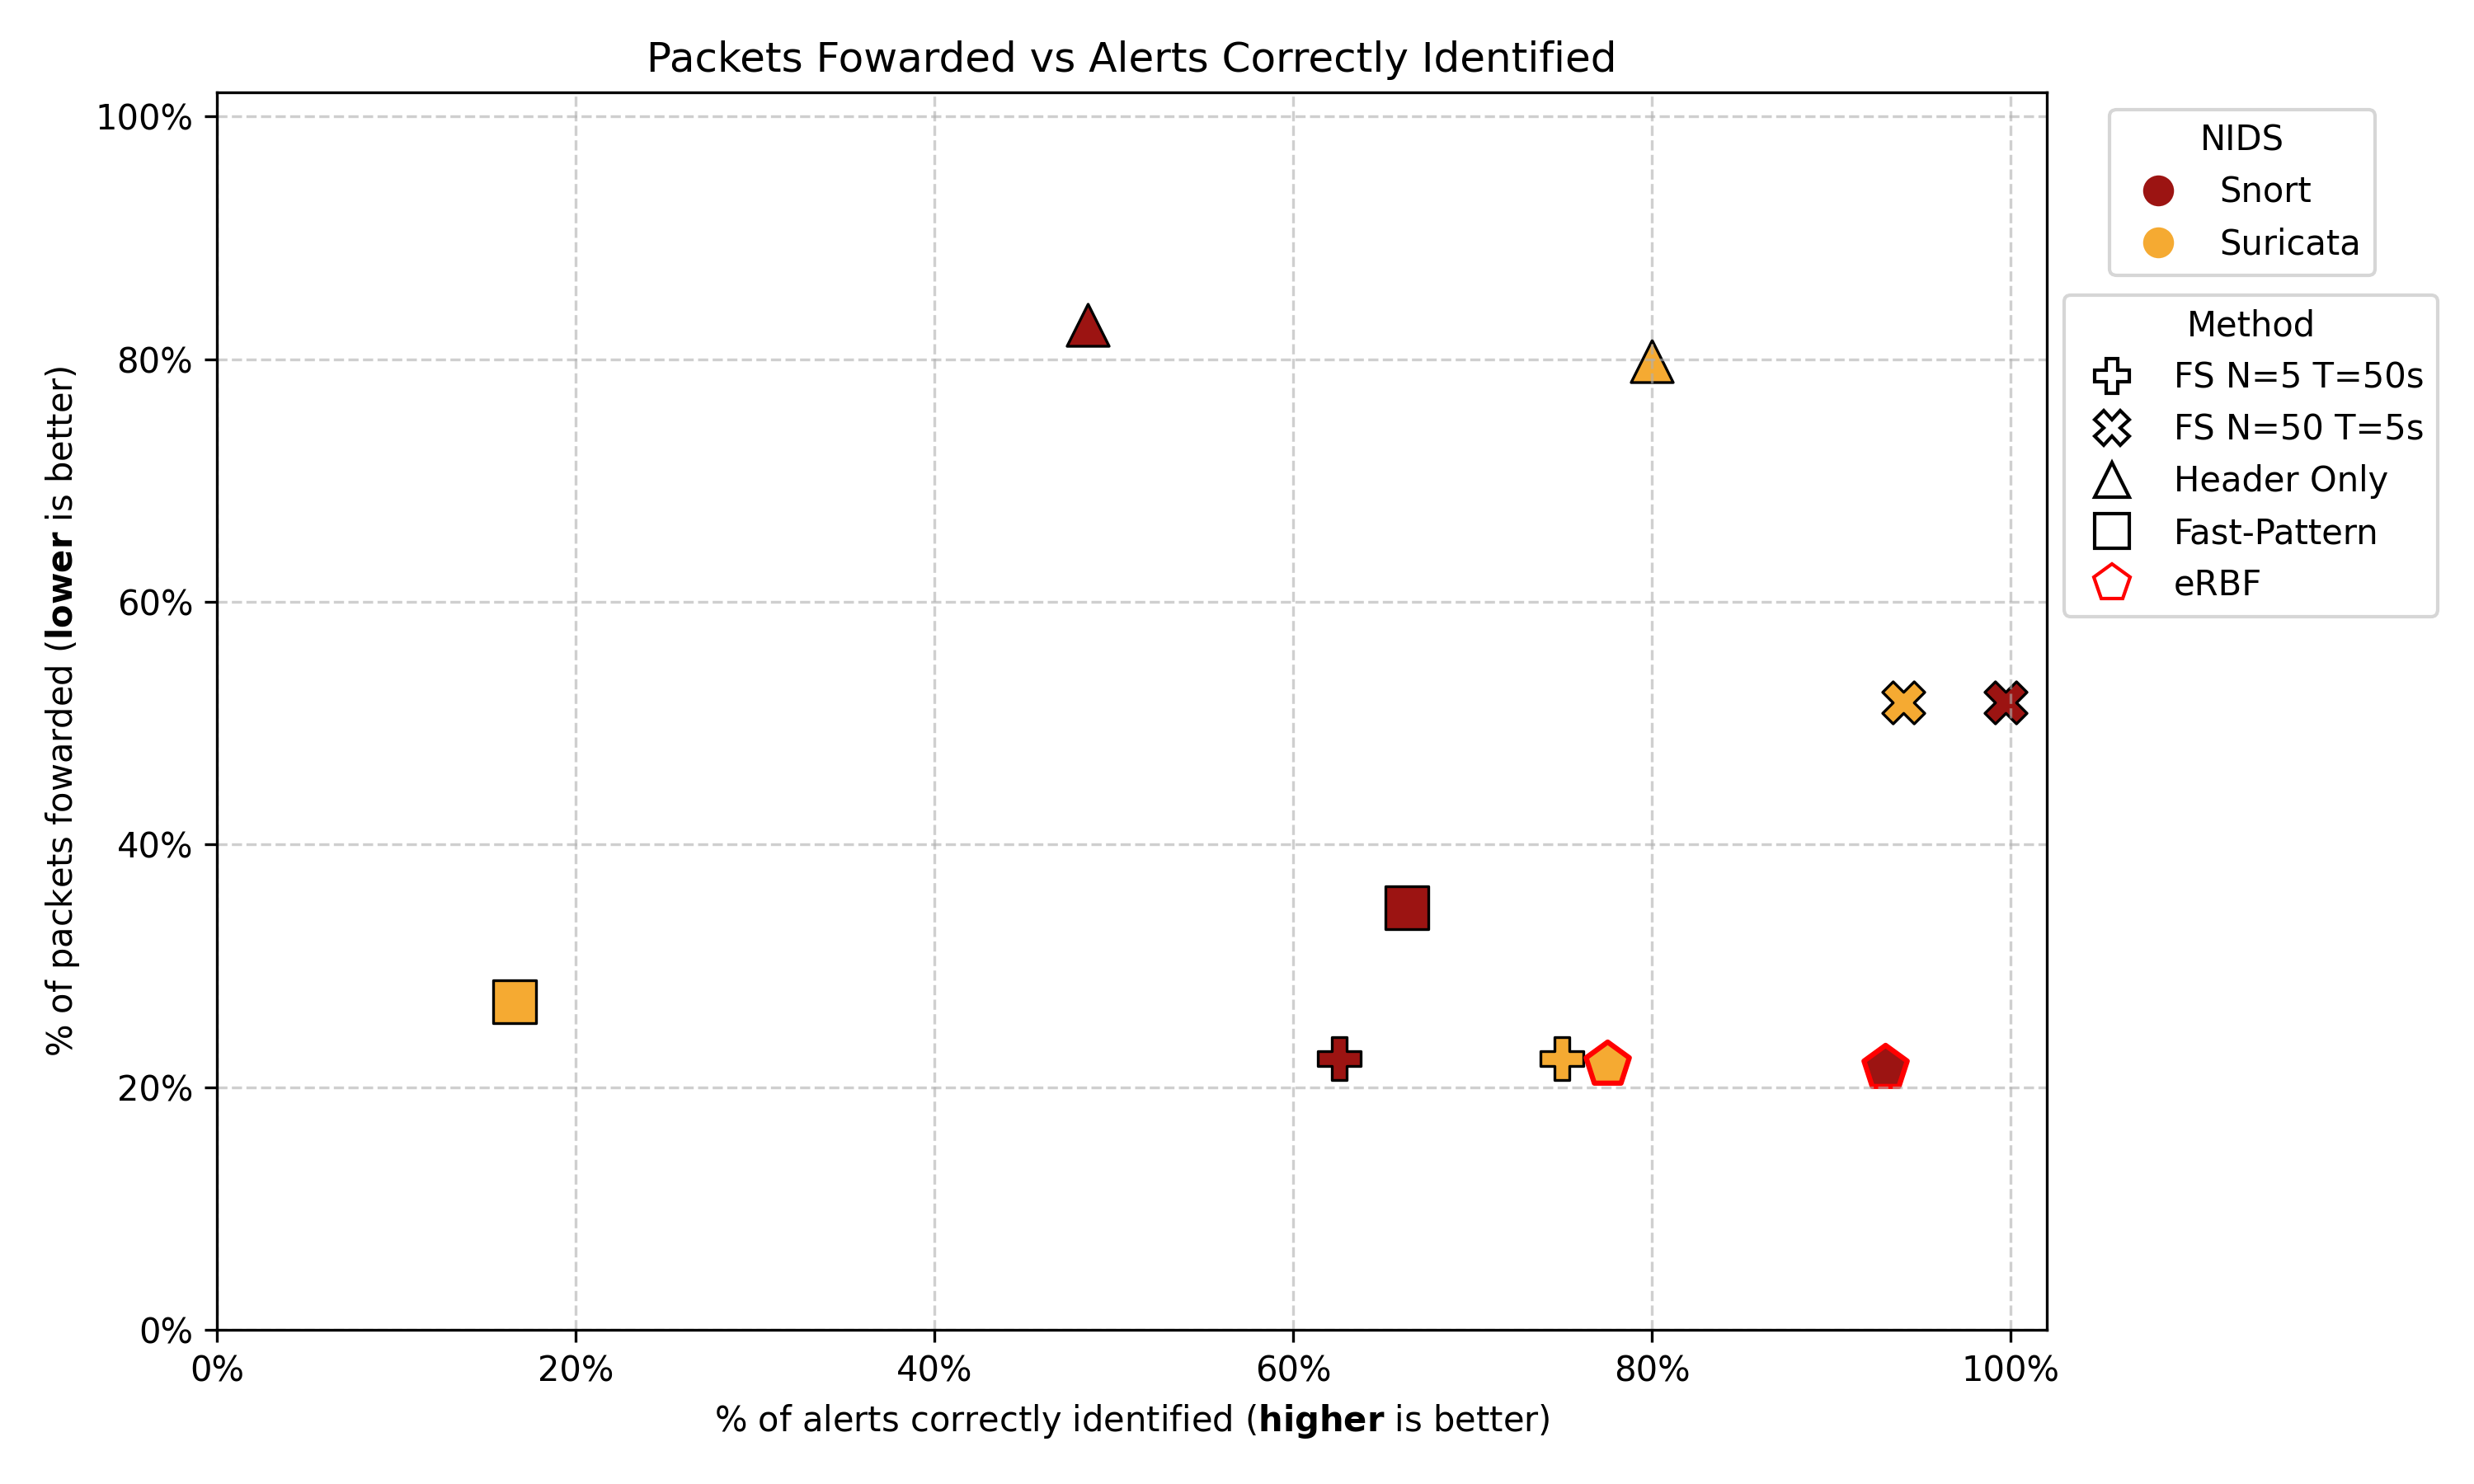 Packets Fowarded vs Alerts Correctly Identified
% of packets fowarded (lower is better)
100%
80%
60%
40%
20%
0%
0%
20%
40%
60%
80%
100%
% of alerts correctly identified (higher is better)
NIDS
Snort
Suricata
Method
FS N=5 T=50s
FS N=50 T=5s
Header Only
Fast-Pattern
eRBF